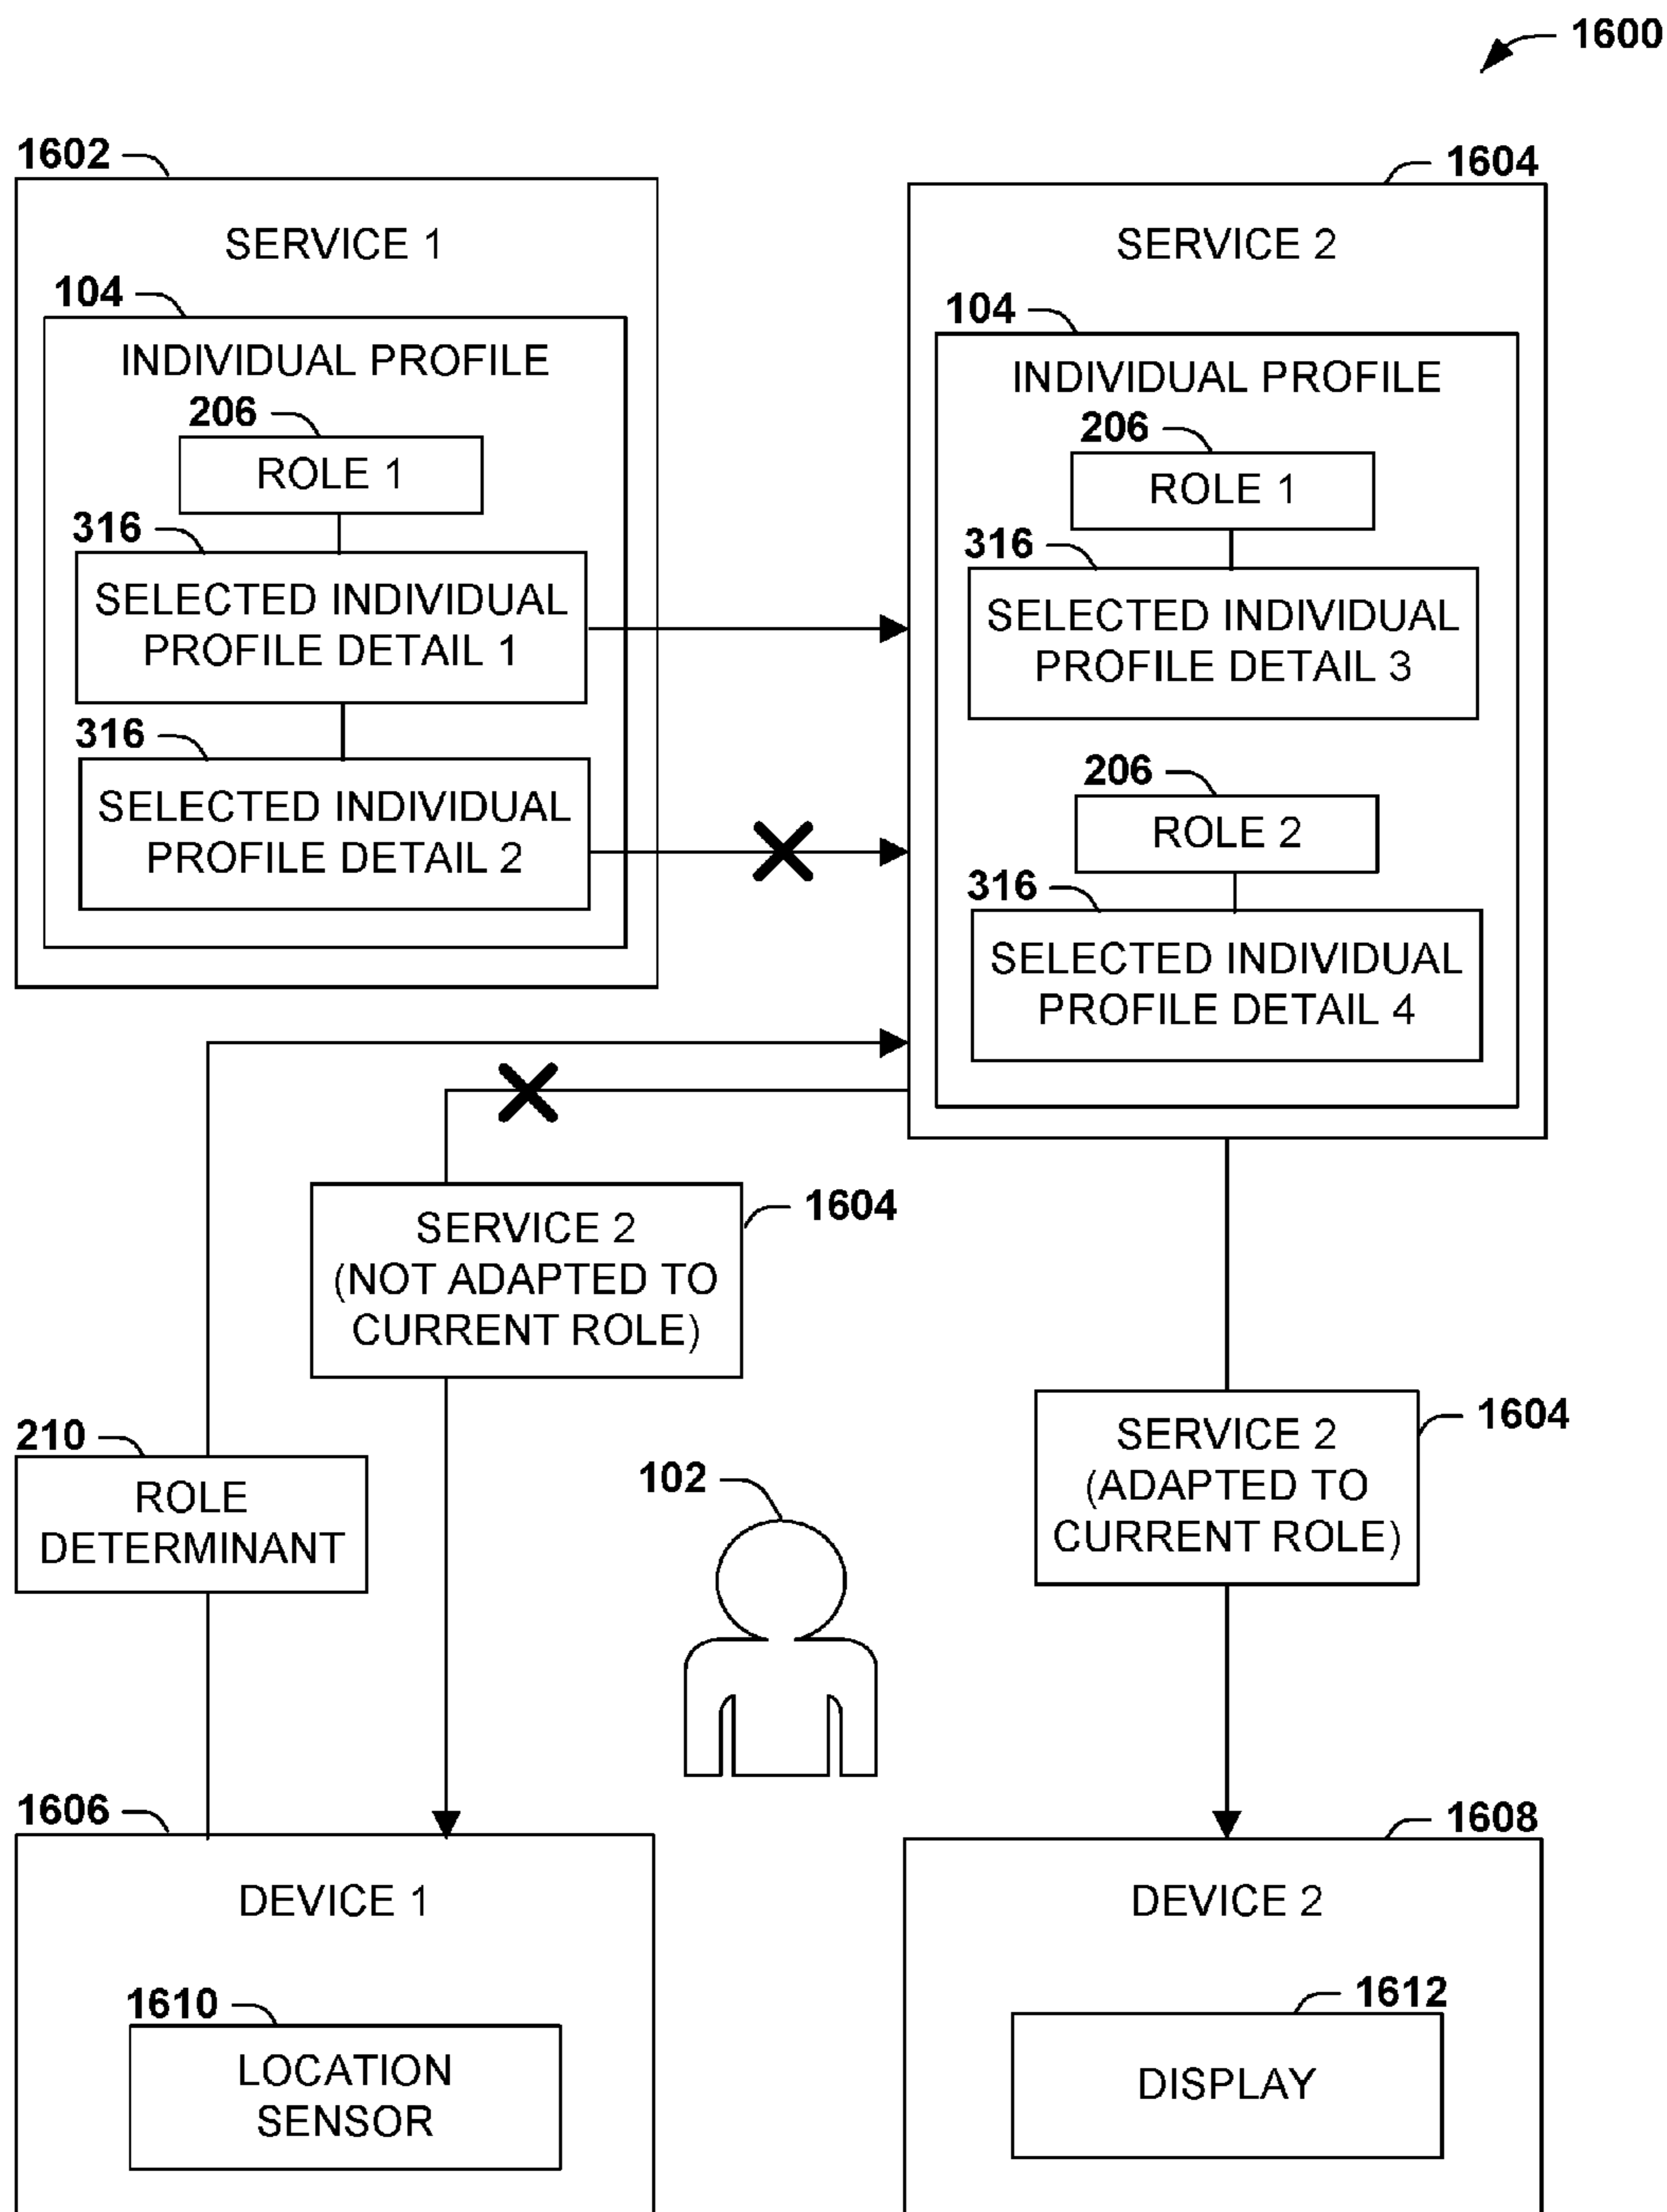 1600
1602
SERVICE 1
104
INDIVIDUAL PROFILE
206
ROLE 1
316
SELECTED INDIVIDUAL
PROFILE DETAIL 1
316
SELECTED INDIVIDUAL
PROFILE DETAIL 2
1604
SERVICE 2
104
INDIVIDUAL PROFILE
206
ROLE 1
316
SELECTED INDIVIDUAL
PROFILE DETAIL 3
206
ROLE 2
316
SELECTED INDIVIDUAL
PROFILE DETAIL 4
1604
SERVICE 2
(NOT ADAPTED TO
CURRENT ROLE)
210
ROLE
DETERMINANT
102
1604
SERVICE 2
(ADAPTED TO
CURRENT ROLE)
1606
DEVICE 1
1610
LOCATION
SENSOR
1608
DEVICE 2
1612
DISPLAY